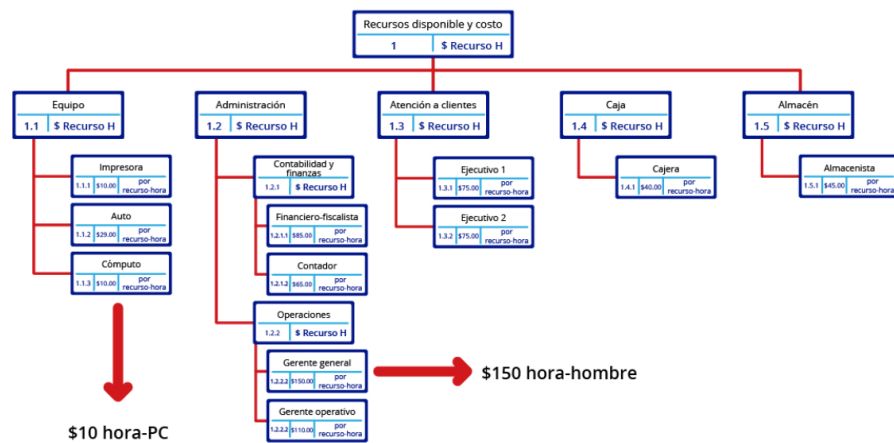 Recursos disponible y costo
1 $ Recurso H
Equipo
1.1 $ Recurso H
Impresora
1.1.1 $10.00 por recurso-hora
Auto
1.1.2 $29.00 por recurso-hora
Cómputo
1.1.3 $10.00 por recurso-hora
$10 hora-PC
Administración
1.2 $ Recurso H
Contabilidad y
finanzas
1.2.1 $ Recurso H
Financiero-fiscalista
1.2.1.1 $85.00 por recurso-hora
Contador
1.2.1.2 $65.00 por recurso-hora
Operaciones
1.2.2 $ Recurso H
Gerente general
1.2.2.2 $150.00 por recurso-hora
$150 hora-hombre
Gerente operativo
1.2.2.2 $110.00 por recurso-hora
Atención a clientes
1.3 $ Recurso H
Ejecutivo 1
1.3.1 $75.00 por recurso-hora
Ejecutivo 2
1.3.2 $75.00 por recurso-hora
Caja
1.4 $ Recurso H
Cajera
1.4.1 $40.00 por recurso-hora
Almacén
1.5 $ Recurso H
Almacenista
1.5.1 $45.00 por recurso-hora